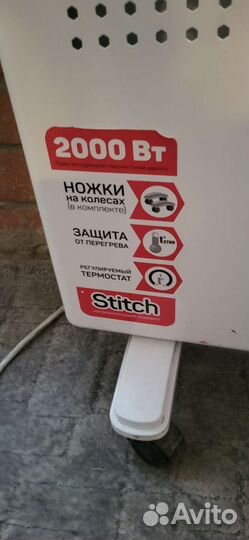 2000 Вт
НОЖКИ
на колесах
(в комплекте)
ЗАЩИТА
ОТ ПЕРЕГРЕВА
РЕГУЛИРУЕМЫЙ
ТЕРМОСТАТ
Stitch
Avito